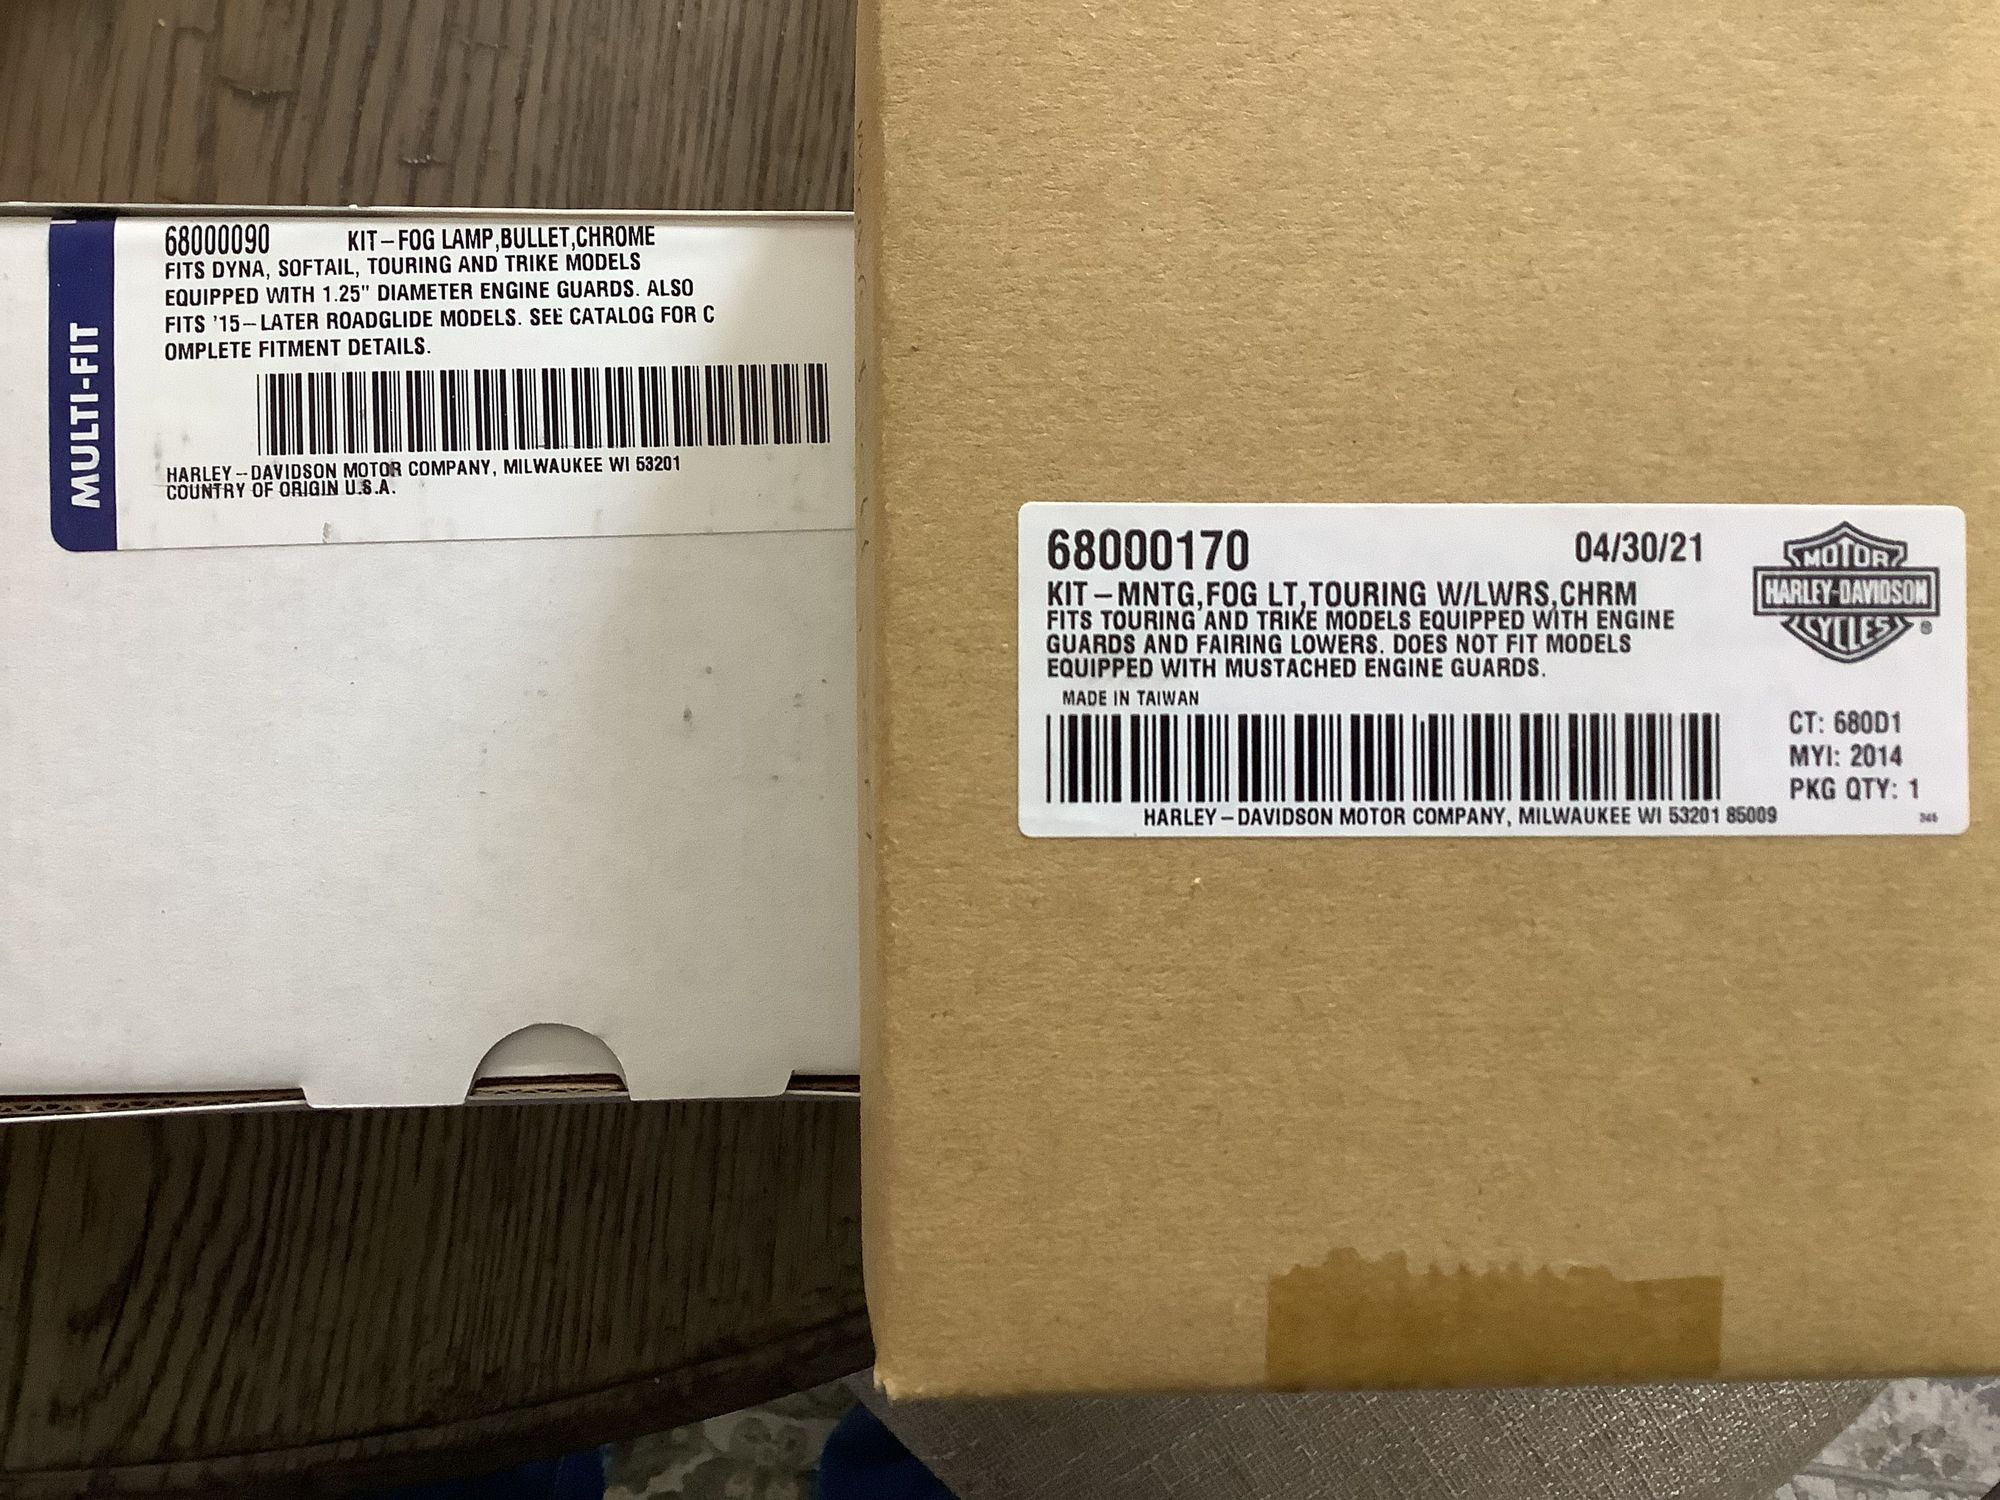 MULTI-FIT
68000090 KIT-FOG LAMP,BULLET,CHROME
FITS DYNA, SOFTAIL, TOURING AND TRIKE MODELS
EQUIPPED WITH 1.25" DIAMETER ENGINE GUARDS. ALSO
FITS '15-LATER ROADGLIDE MODELS. SEE CATALOG FOR C
OMPLETE FITMENT DETAILS.
HARLEY-DAVIDSON MOTOR COMPANY, MILWAUKEE WI 53201
COUNTRY OF ORIGIN U.S.A.
68000170 04/30/21
KIT-MNTG,FOG LT,TOURING W/LWRS,CHRM
FITS TOURING AND TRIKE MODELS EQUIPPED WITH ENGINE
GUARDS AND FAIRING LOWERS. DOES NOT FIT MODELS
EQUIPPED WITH MUSTACHED ENGINE GUARDS.
MADE IN TAIWAN
MOTOR
HARLEY-DAVIDSON
CYCLES
®
CT: 680D1
MYI: 2014
PKG QTY: 1
HARLEY-DAVIDSON MOTOR COMPANY, MILWAUKEE WI 53201 85009